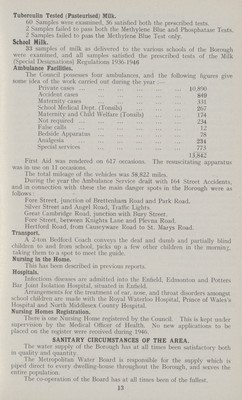 Tuberculin Tested (Pasteurised) Milk.
60 Samples were examined. 56 satisfied both the prescribed tests.
2 Samples failed to pass both the Methylene Blue and Phosphatase Tests.
2 Samples failed to pass the Methylene Blue Test only.
School Milk.
23 samples of milk as delivered to the various schools of the Borough
were examined, and all samples satisfied the prescribed tests of the Milk
(Special Designations) Regulations 1936-1946.
Ambulance Facilities.
The Council possesses four ambulances, and the following figures give
some idea of the work carried out during the year :—
Private cases ... 10,890
Accident cases ... 849
Maternity cases ... 331
School Medical Dept. (Tonsils) ... 267
Maternity and Child Welfare (Tonsils) ... 174
Not required ... 234
False calls ... 12
Bedside Apparatus ... 78
Analgesia ... 234
Special services ... 773
13,842
First Aid was rendered on 617 occasions. The resuscitating apparatus
was in use on 11 occasions.
The total mileage of the vehicles was 58,822 miles.
During the year the Ambulance Service dealt with 164 Street Accidents,
and in connection with these the main danger spots in the Borough were as
follows :
Fore Street, junction of Brettenham Road and Park Road.
Silver Street and Angel Road, Traffic Lights.
Great Cambridge Road, junction with Bury Street.
Fore Street, between Knights Lane and Plevna Road.
Hertford Road, from Causeyware Road to St. Marys Road.
Transport.
A 2-ton Bedford Coach conveys the deaf and dumb and partially blind
children to and from school, picks up a few other children in the morning,
taking them to a spot to meet the guide.
Nursing in the Home.
This has been described in previous reports.
Hospitals.
Infectious diseases are admitted into the Enfield, Edmonton and Potters
Bar Joint Isolation Hospital, situated in Enfield.
Arrangements for the treatment of ear, nose, and throat disorders amongst
school children are made with the Royal Waterloo Hospital, Prince of Wales's
Hospital and North Middlesex County Hospital.
Nursing Homes Registration.
There is one Nursing Home registered by the Council. This is kept under
supervision by the Medical Officer of Health. No new applications to be
placed on the register were received during 1946.
SANITARY CIRCUMSTANCES OF THE AREA.
The water supply of the Borough has at all times been satisfactory both
in quality and quantity.
The Metropolitan Water Board is responsible for the supply which is
piped direct to every dwelling-house throughout the Borough, and serves the
entire population.
The co-operation of the Board has at all times been of the fullest.
13